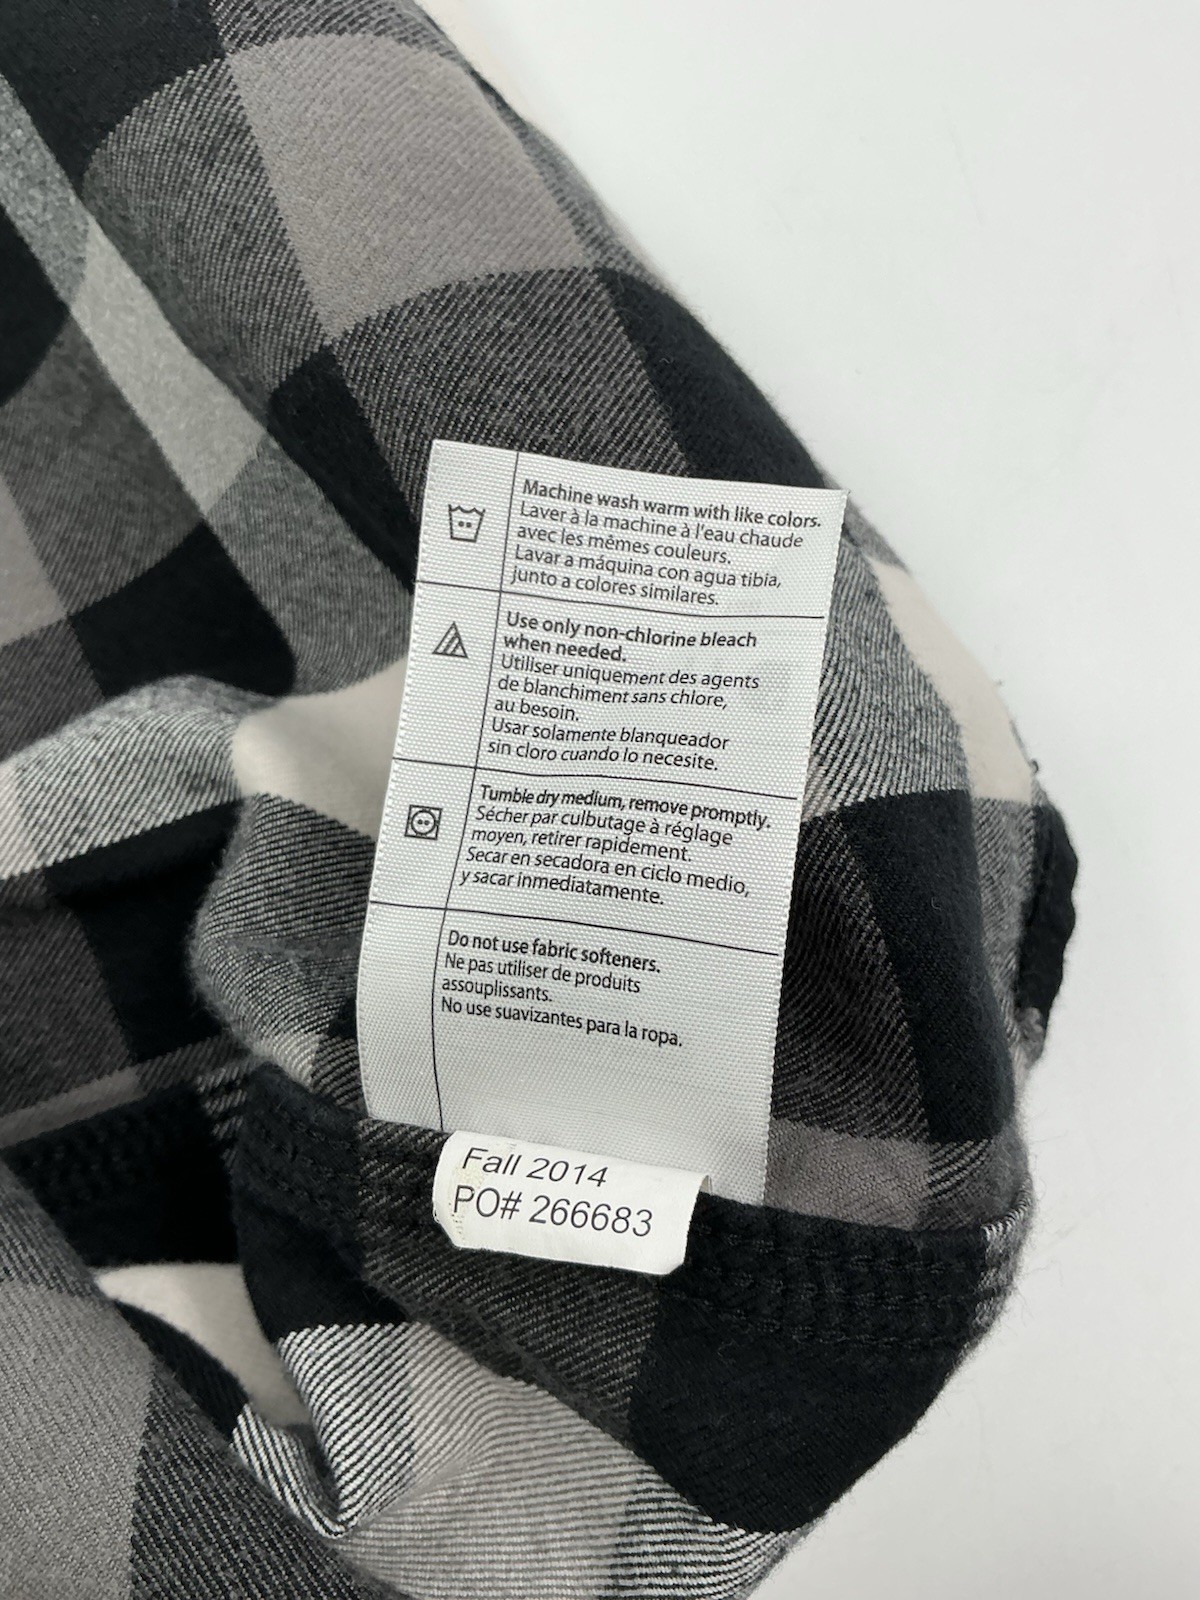 Machine wash warm with like colors.
Laver à la machine à l'eau chaude
avec les mêmes couleurs.
Lavar a máquina con agua tibia,
junto a colores similares.
Use only non-chlorine bleach
when needed.
Utiliser uniquement des agents
de blanchiment sans chlore,
au besoin.
Usar solamente blanqueador
sin cloro cuando lo necesite.
Tumble dry medium, remove promptly.
Sécher par culbutage à réglage
moyen, retirer rapidement.
Secar en secadora en ciclo medio,
y sacar inmediatamente.
Do not use fabric softeners.
Ne pas utiliser de produits
assouplissants.
No use suavizantes para la ropa.
Fall 2014
PO# 266683